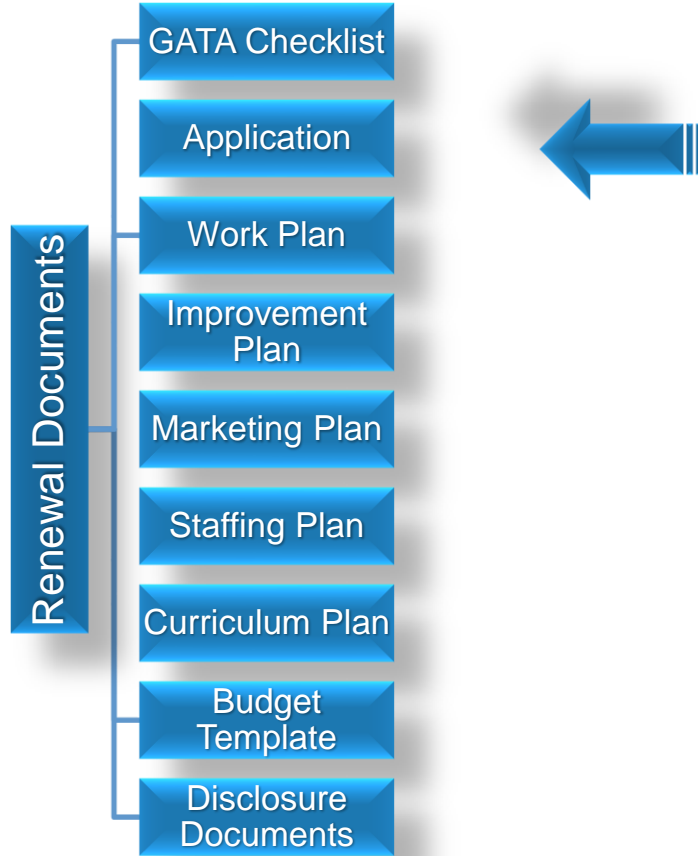 Renewal Documents
GATA Checklist
Application
Work Plan
Improvement
Plan
Marketing Plan
Staffing Plan
Curriculum Plan
Budget
Template
Disclosure
Documents